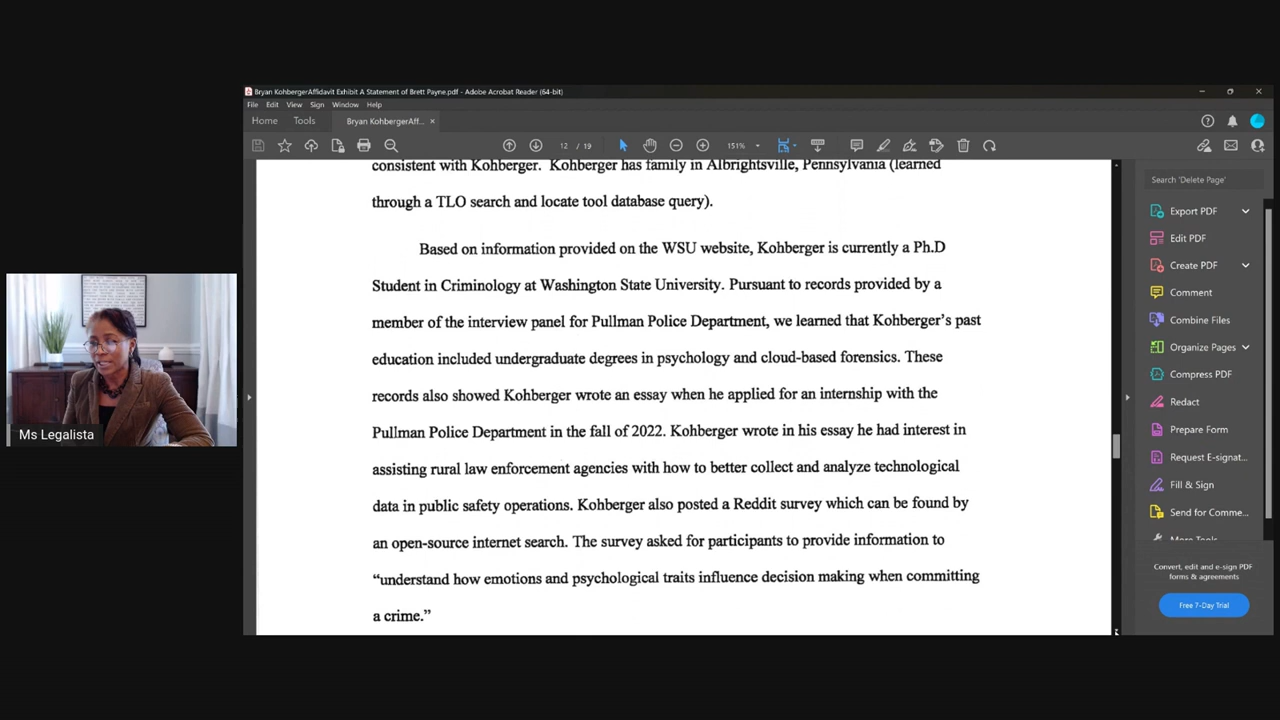 Bryan KohbergerAffidavit Exhibit A Statement of Brett Payne.pdf - Adobe Acrobat Reader (64-bit)
File Edit View Sign Window Help
Home Tools Bryan KohbergerAff... ×
12 / 19 151%
consistent with Kohberger. Kohberger has family in Albrightsville, Pennsylvania (learned
through a TLO search and locate tool database query).
Based on information provided on the WSU website, Kohberger is currently a Ph.D
Student in Criminology at Washington State University. Pursuant to records provided by a
member of the interview panel for Pullman Police Department, we learned that Kohberger's past
education included undergraduate degrees in psychology and cloud-based forensics. These
records also showed Kohberger wrote an essay when he applied for an internship with the
Pullman Police Department in the fall of 2022. Kohberger wrote in his essay he had interest in
assisting rural law enforcement agencies with how to better collect and analyze technological
data in public safety operations. Kohberger also posted a Reddit survey which can be found by
an open-source internet search. The survey asked for participants to provide information to
"understand how emotions and psychological traits influence decision making when committing
a crime."
Search 'Delete Page'
Export PDF
Edit PDF
Create PDF
Comment
Combine Files
Organize Pages
Compress PDF
Redact
Prepare Form
Request E-signat...
Fill & Sign
Send for Comme...
More Tools
Convert, edit and e-sign PDF
forms & agreements
Free 7-Day Trial
Ms Legalista